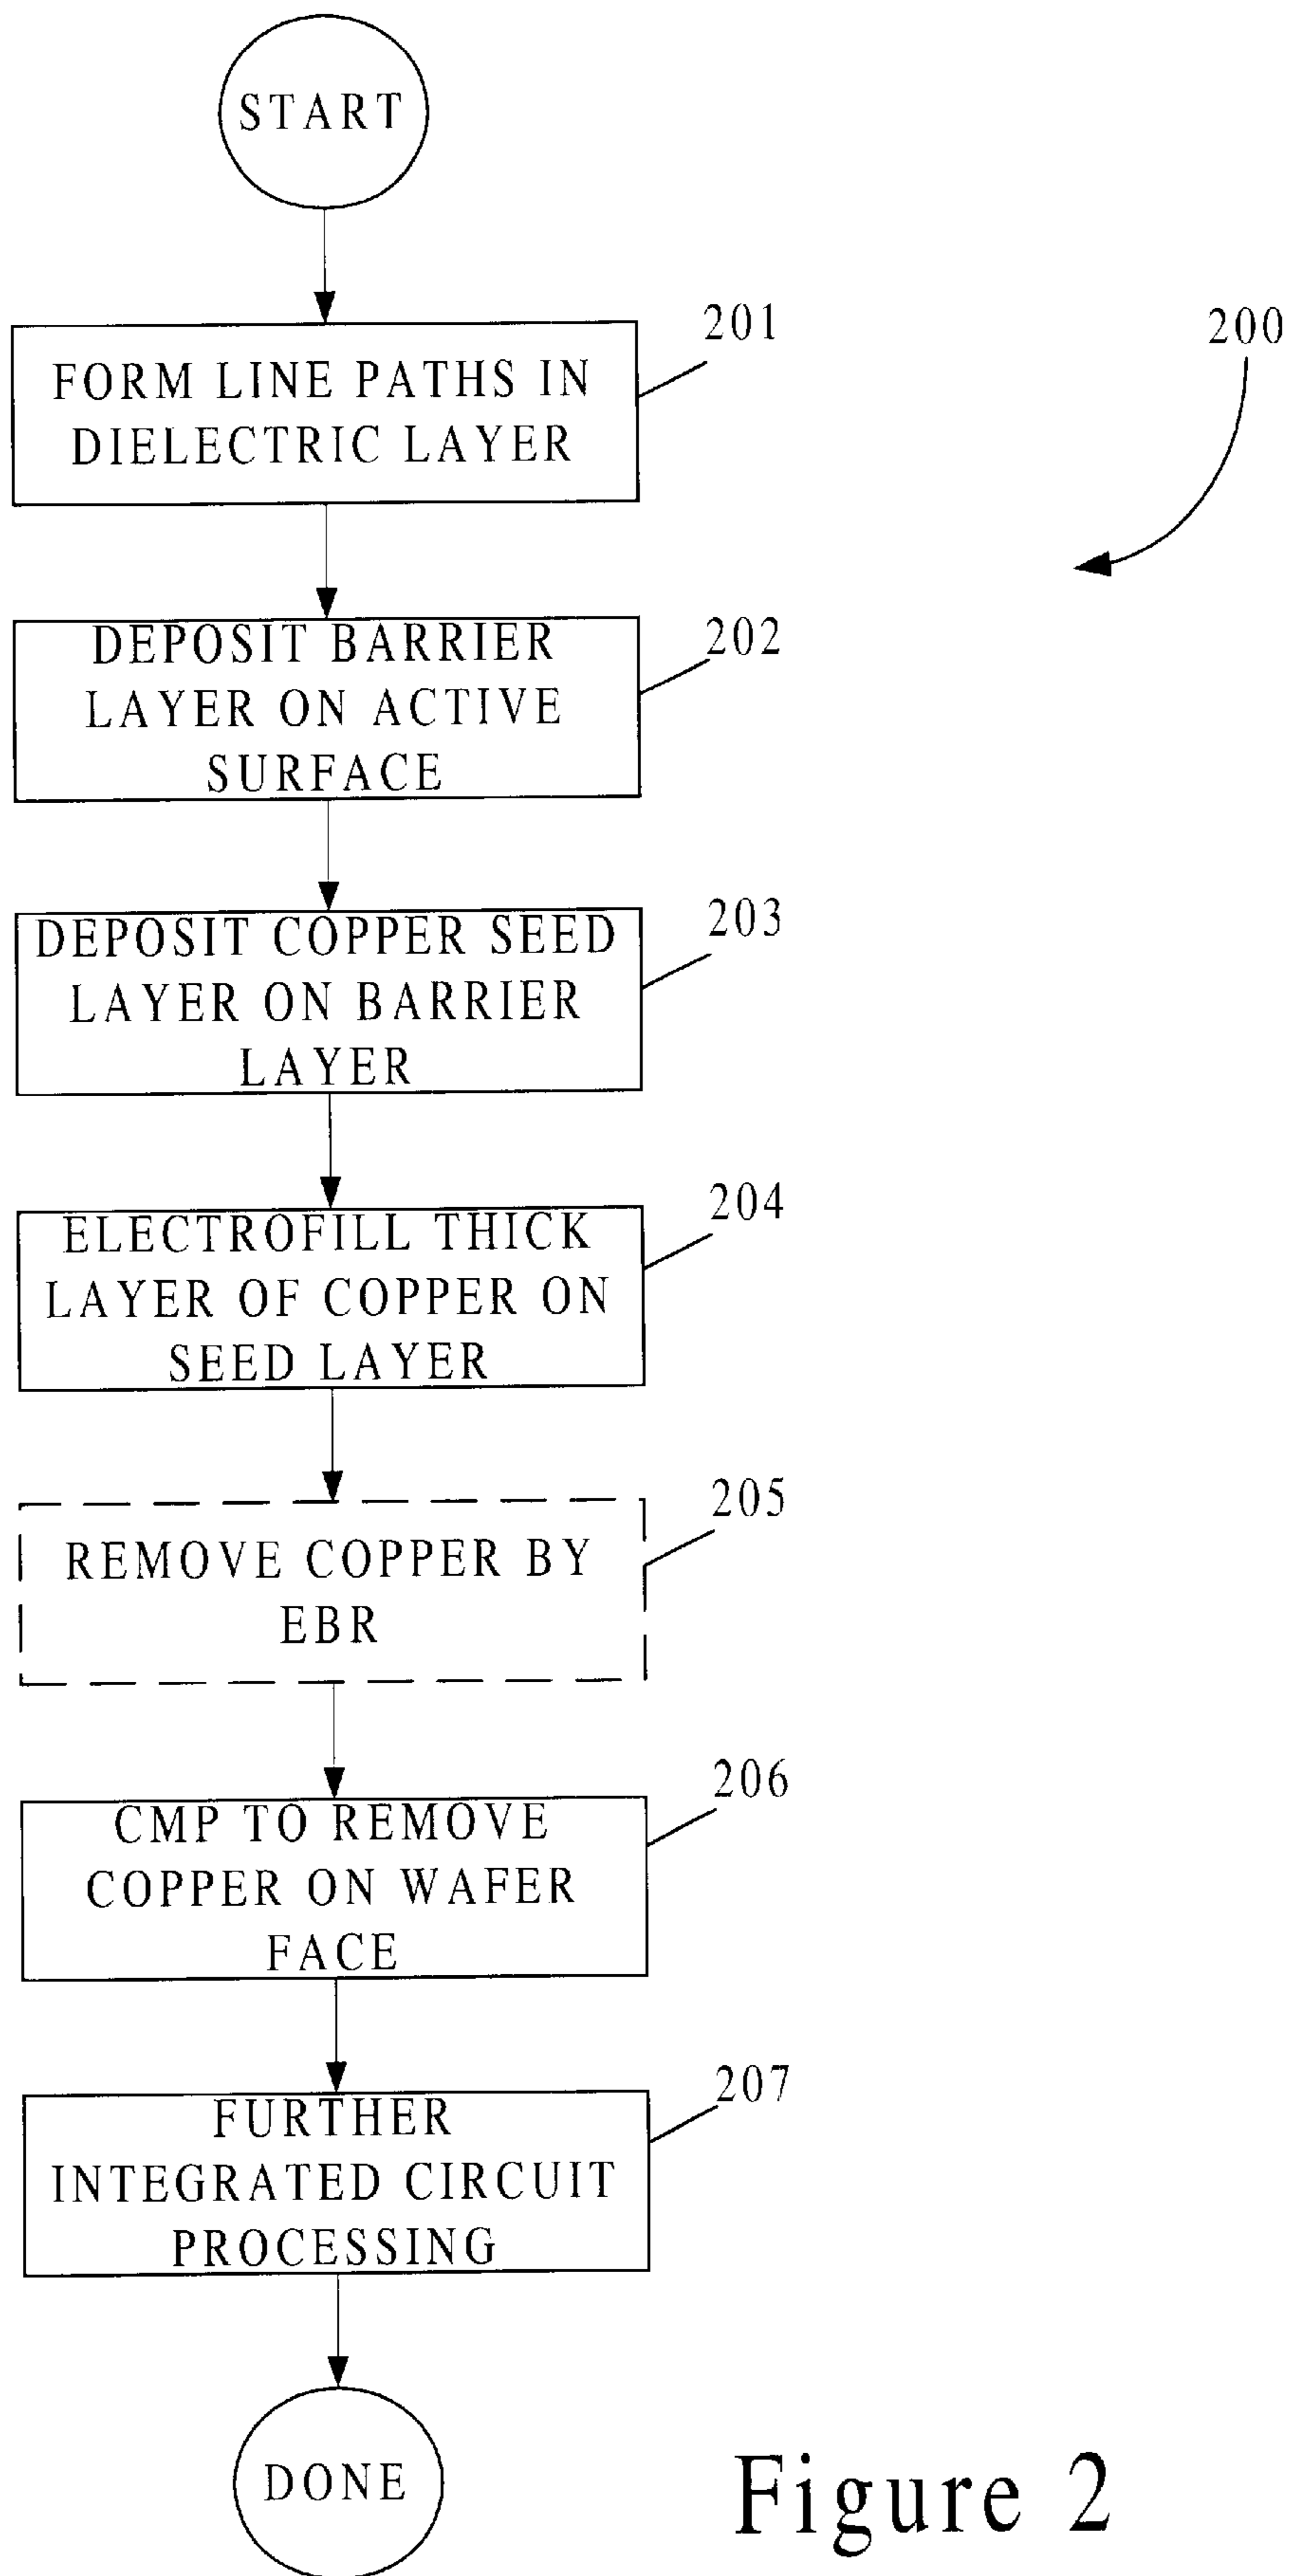 START
201
200
FORM LINE PATHS IN
DIELECTRIC LAYER
202
DEPOSIT BARRIER
LAYER ON ACTIVE
SURFACE
203
DEPOSIT COPPER SEED
LAYER ON BARRIER
LAYER
204
ELECTROFILL THICK
LAYER OF COPPER ON
SEED LAYER
205
REMOVE COPPER BY
EBR
206
CMP TO REMOVE
COPPER ON WAFER
FACE
207
FURTHER
INTEGRATED CIRCUIT
PROCESSING
DONE
Figure 2